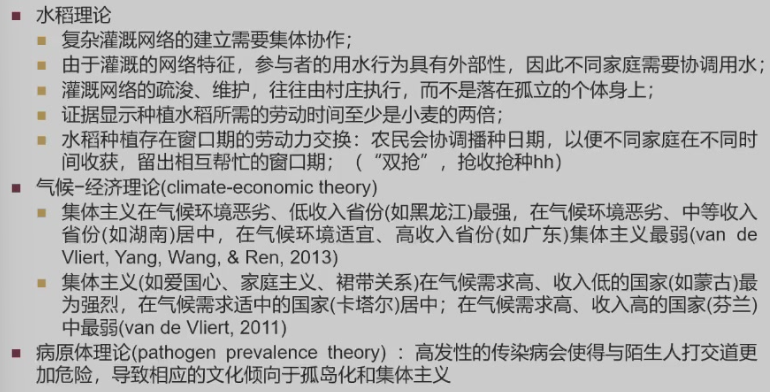 水稻理论
复杂灌溉网络的建立需要集体协作；
由于灌溉的网络特征，参与者的用水行为具有外部性，因此不同家庭需要协调用水；
灌溉网络的疏浚、维护，往往由村庄执行，而不是落在孤立的个体身上；
证据显示种植水稻所需的劳动时间至少是小麦的两倍；
水稻种植存在窗口期的劳动力交换：农民会协调播种日期，以便不同家庭在不同时
间收获，留出相互帮忙的窗口期；（“双抢”，抢收抢种hh）
气候-经济理论(climate-economic theory)
集体主义在气候环境恶劣、低收入省份(如黑龙江)最强，在气候环境恶劣、中等收入
省份(如湖南)居中，在气候环境适宜、高收入省份(如广东)集体主义最弱(van de
Vliert, Yang, Wang, & Ren, 2013)
集体主义(如爱国心、家庭主义、裙带关系)在气候需求高、收入低的国家(如蒙古)最
为强烈，在气候需求适中的国家(卡塔尔)居中；在气候需求高、收入高的国家(芬兰)
中最弱(van de Vliert, 2011)
病原体理论(pathogen prevalence theory) ：高发性的传染病会使得与陌生人打交道更
加危险，导致相应的文化倾向于孤岛化和集体主义